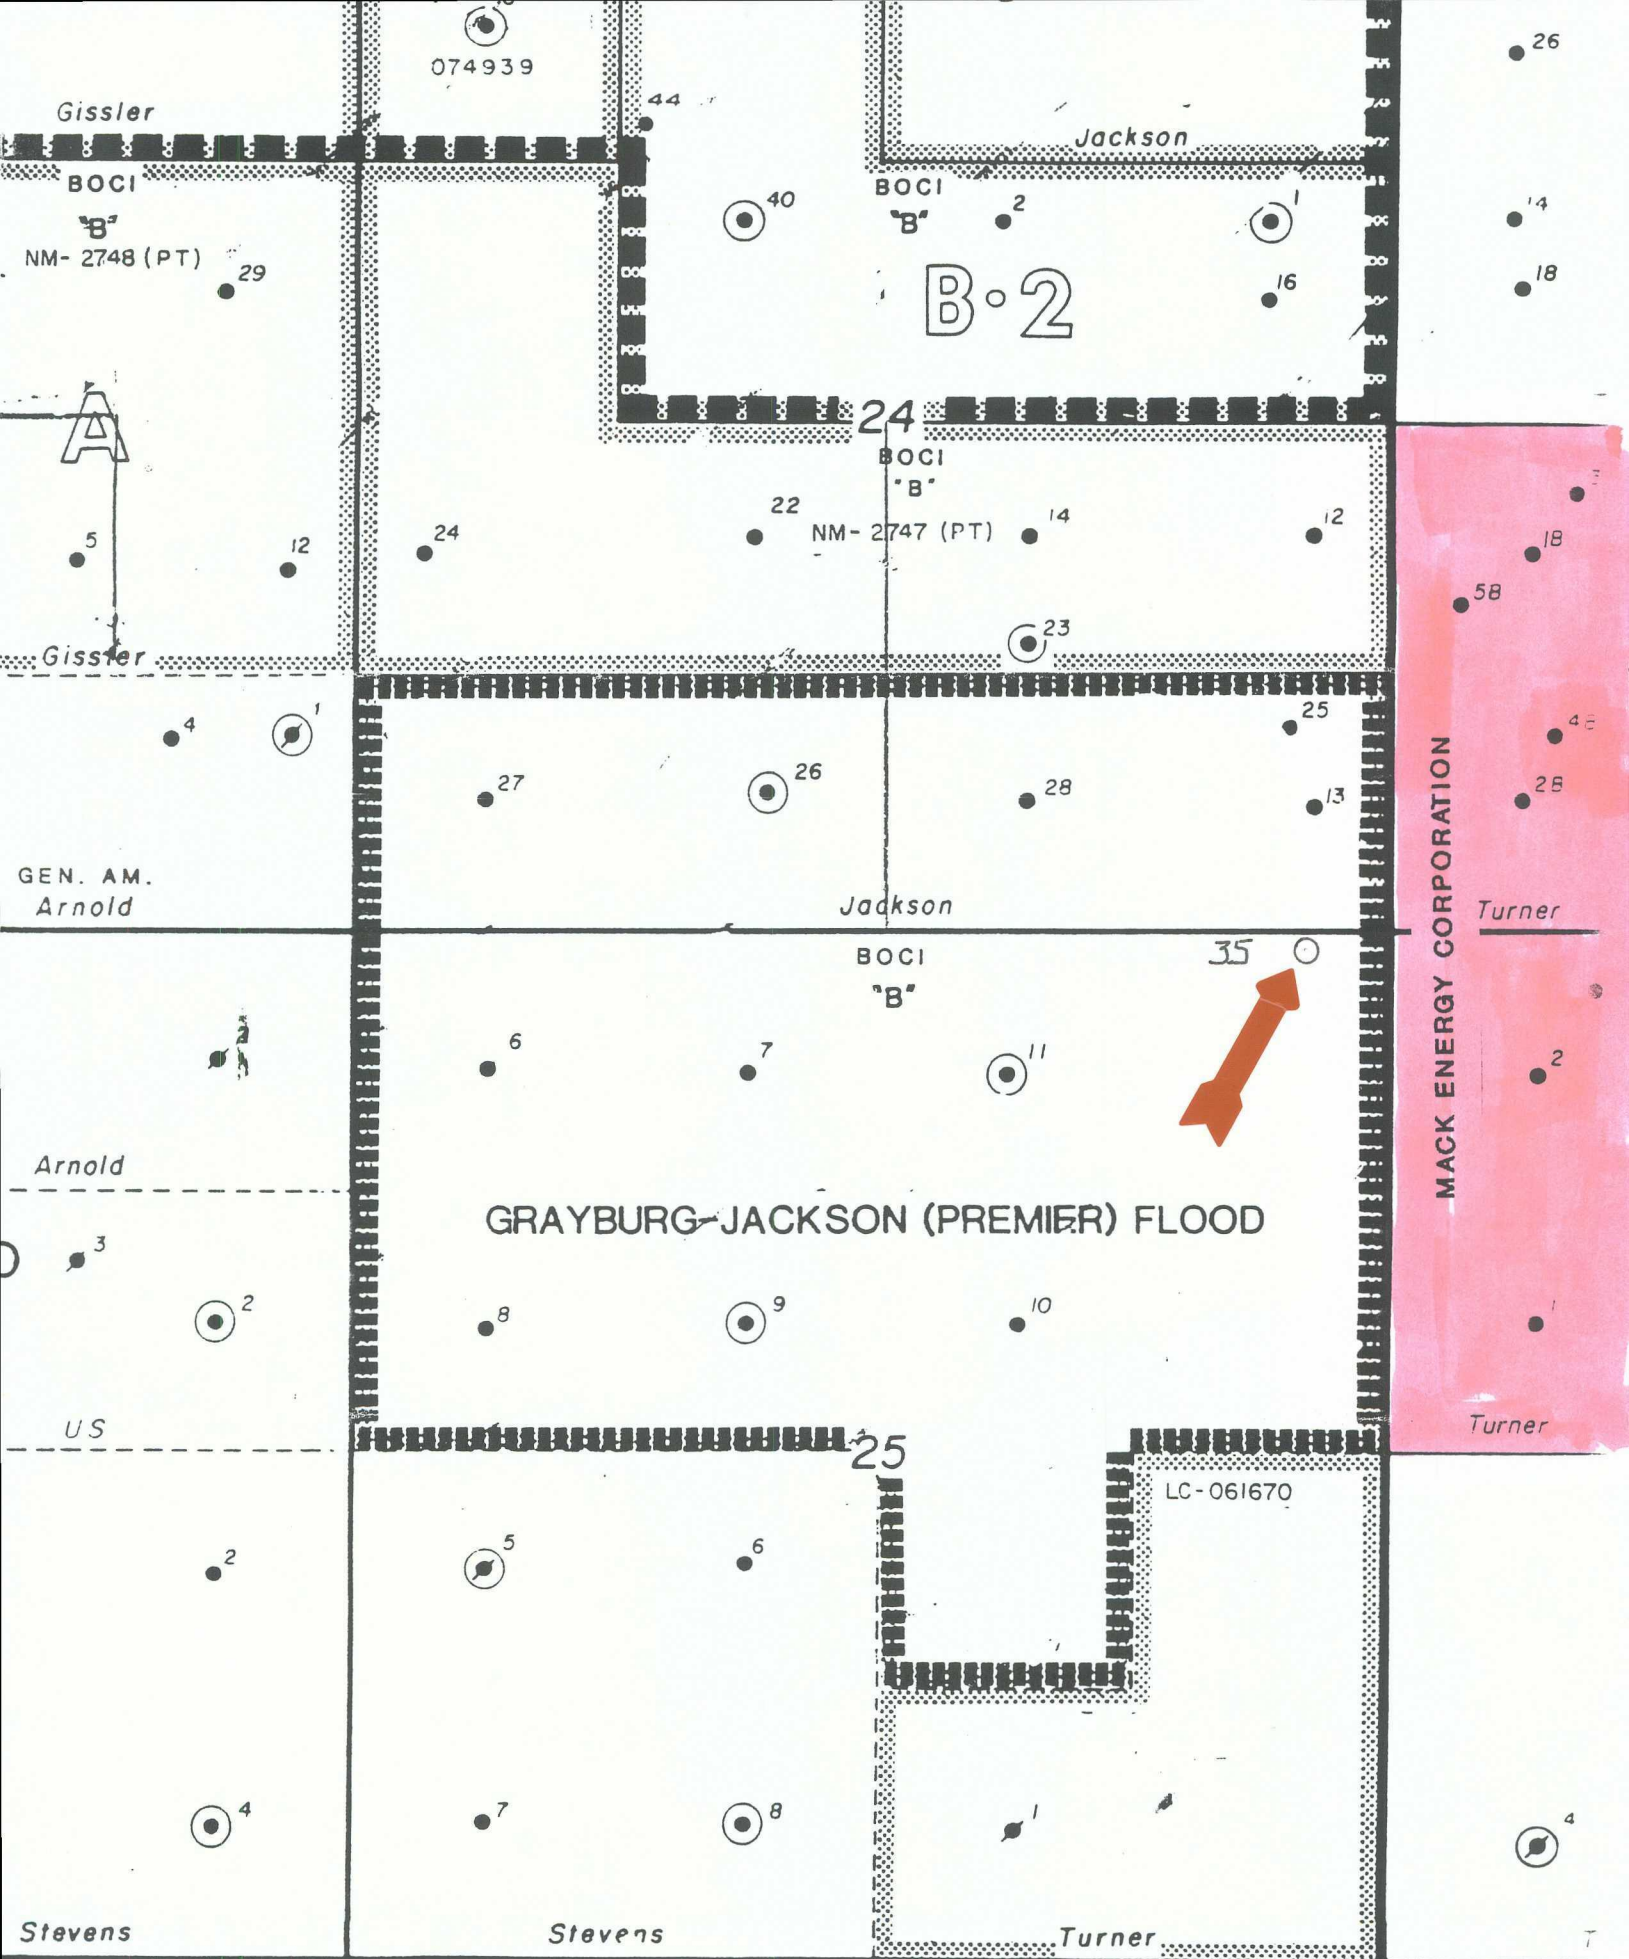 26
074939
44
Gissler
Jackson
BOCI
"B"
NM-2748 (PT)
29
40
BOCI
"B"
2
1
16
14
18
B·2
A
24
BOCI
"B"
NM-2747 (PT)
5
12
24
22
14
12
23
18
58
Gissler
4
1
25
27
26
28
13
28
GEN. AM.
Arnold
Jackson
Turner
MACK ENERGY CORPORATION
BOCI
"B"
35
6
7
11
2
Arnold
GRAYBURG-JACKSON (PREMIER) FLOOD
3
2
8
9
10
1
US
25
Turner
LC-061670
2
5
6
4
7
8
1
4
Stevens
Stevens
Turner
T